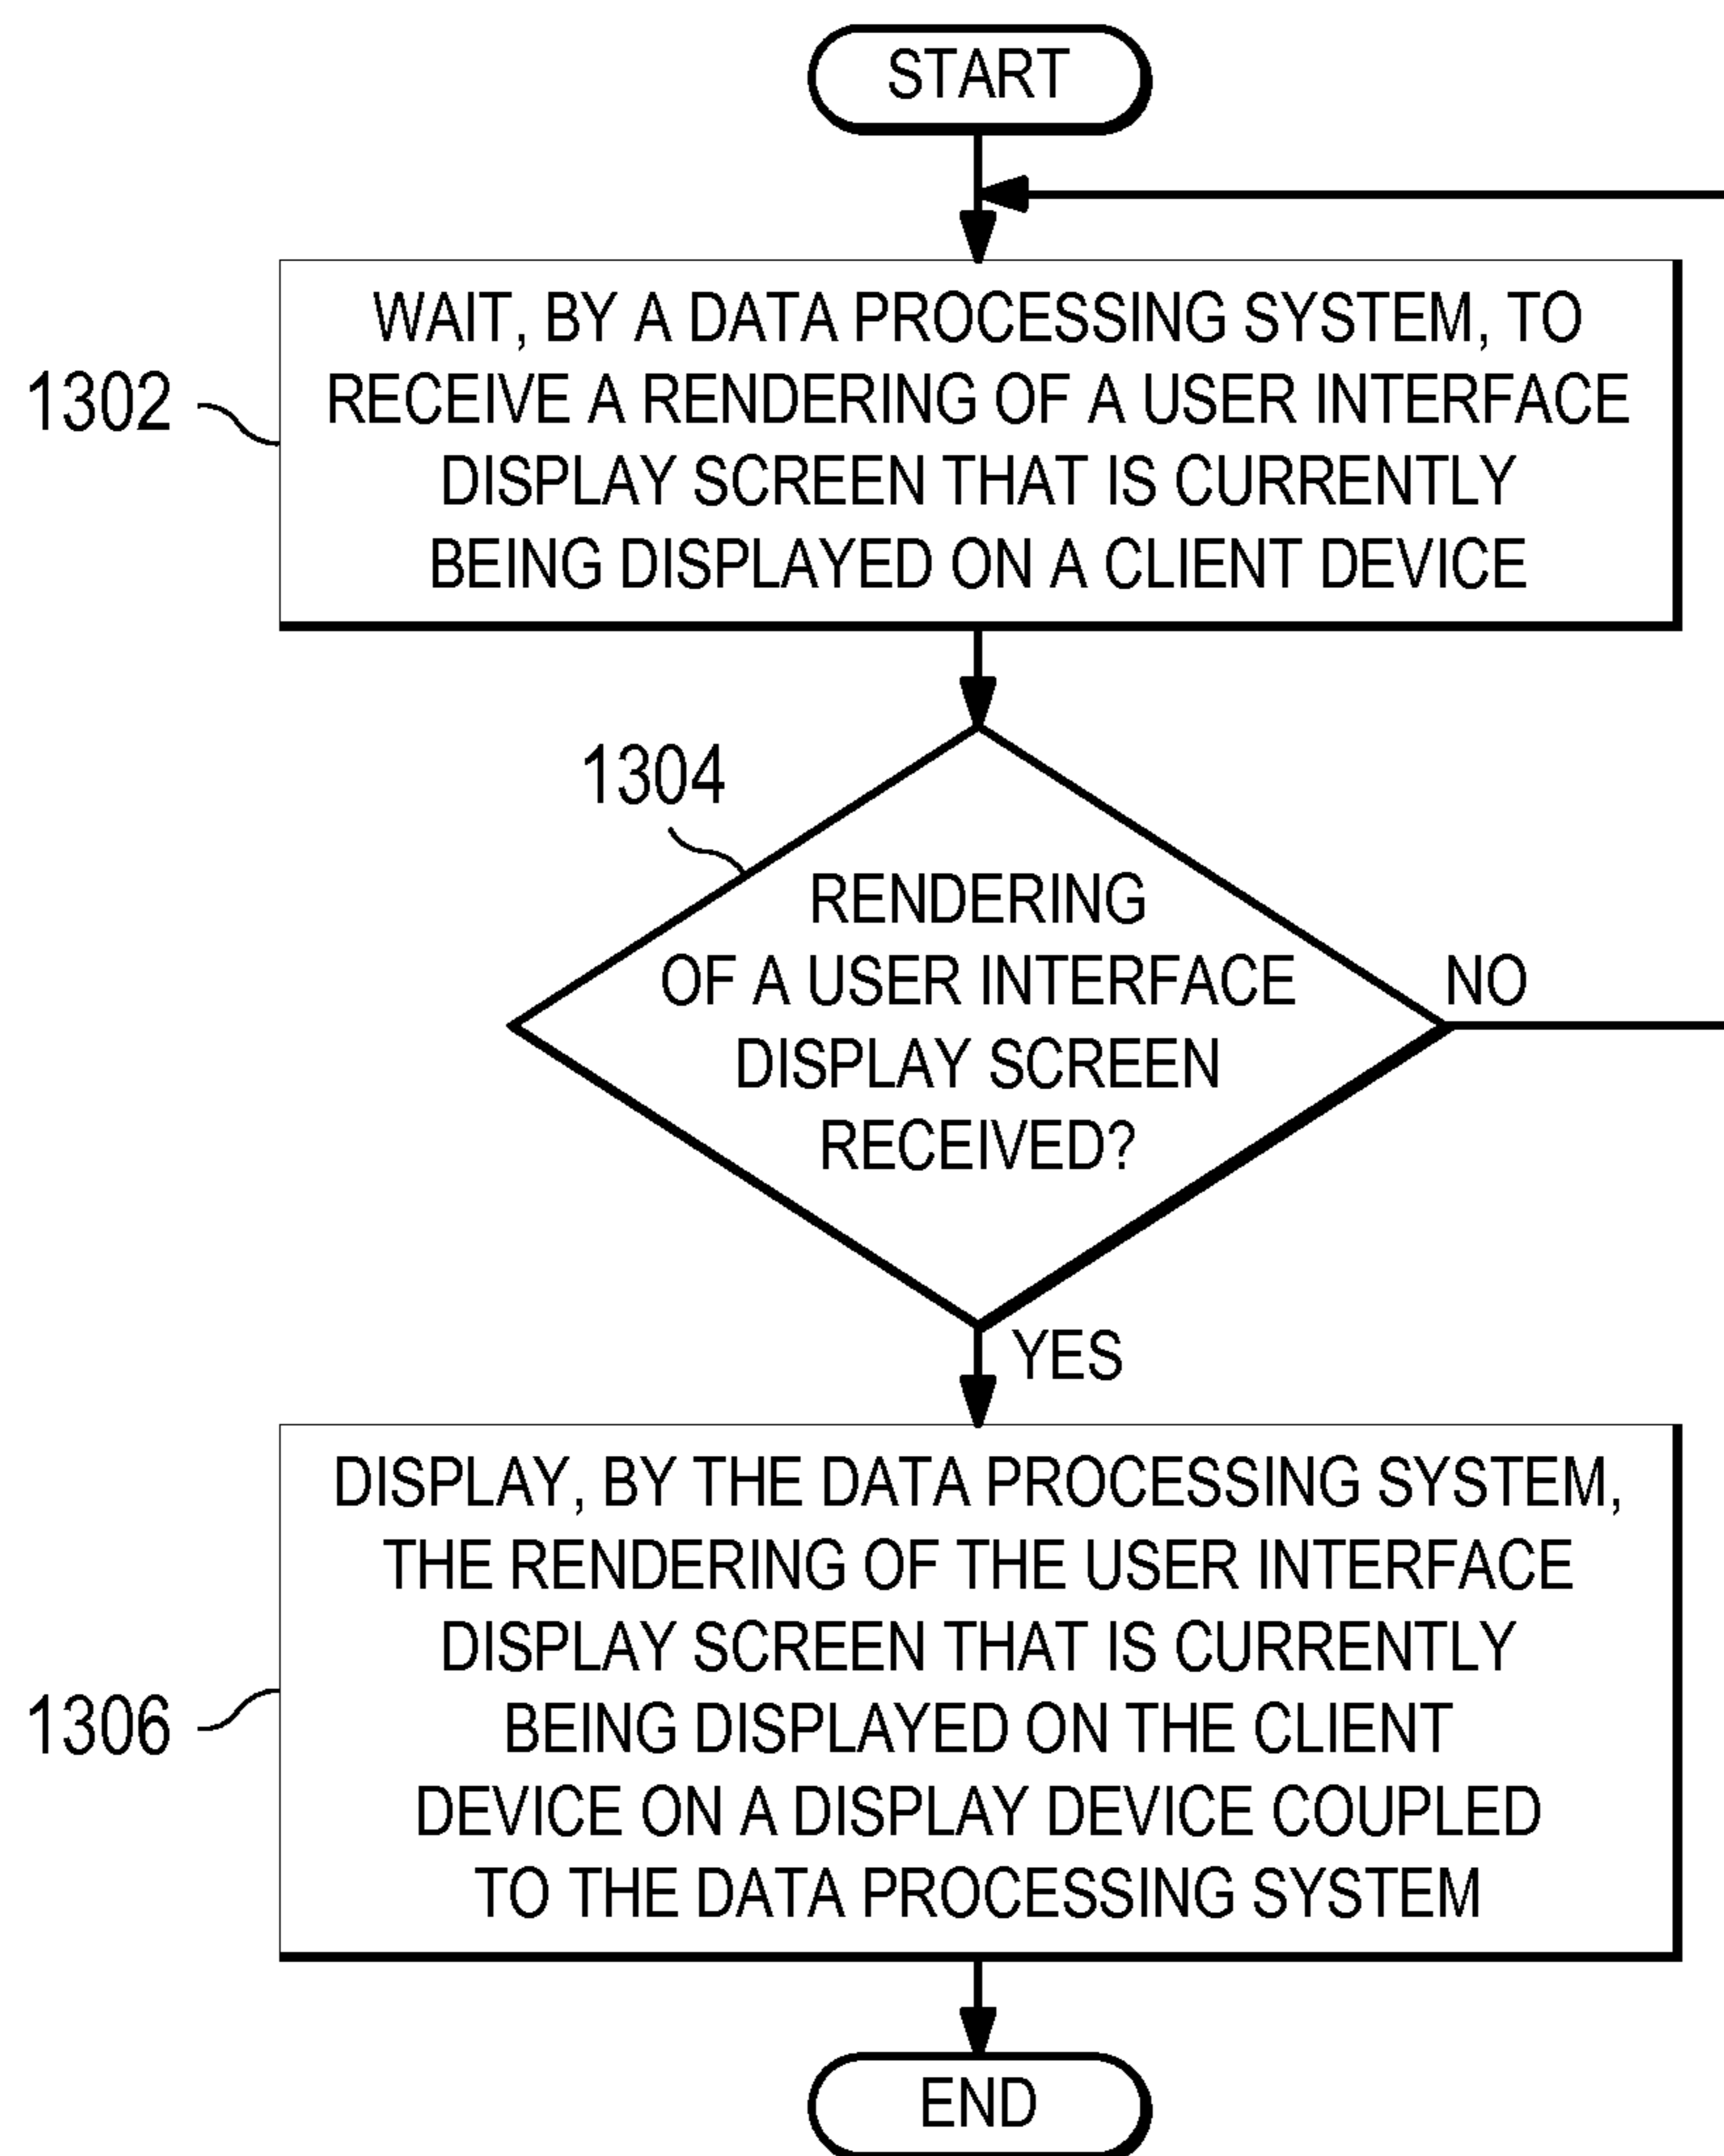 START
WAIT, BY A DATA PROCESSING SYSTEM, TO
RECEIVE A RENDERING OF A USER INTERFACE
DISPLAY SCREEN THAT IS CURRENTLY
BEING DISPLAYED ON A CLIENT DEVICE
1302
1304
RENDERING
OF A USER INTERFACE
DISPLAY SCREEN
RECEIVED?
NO
YES
DISPLAY, BY THE DATA PROCESSING SYSTEM,
THE RENDERING OF THE USER INTERFACE
DISPLAY SCREEN THAT IS CURRENTLY
BEING DISPLAYED ON THE CLIENT
DEVICE ON A DISPLAY DEVICE COUPLED
TO THE DATA PROCESSING SYSTEM
1306
END